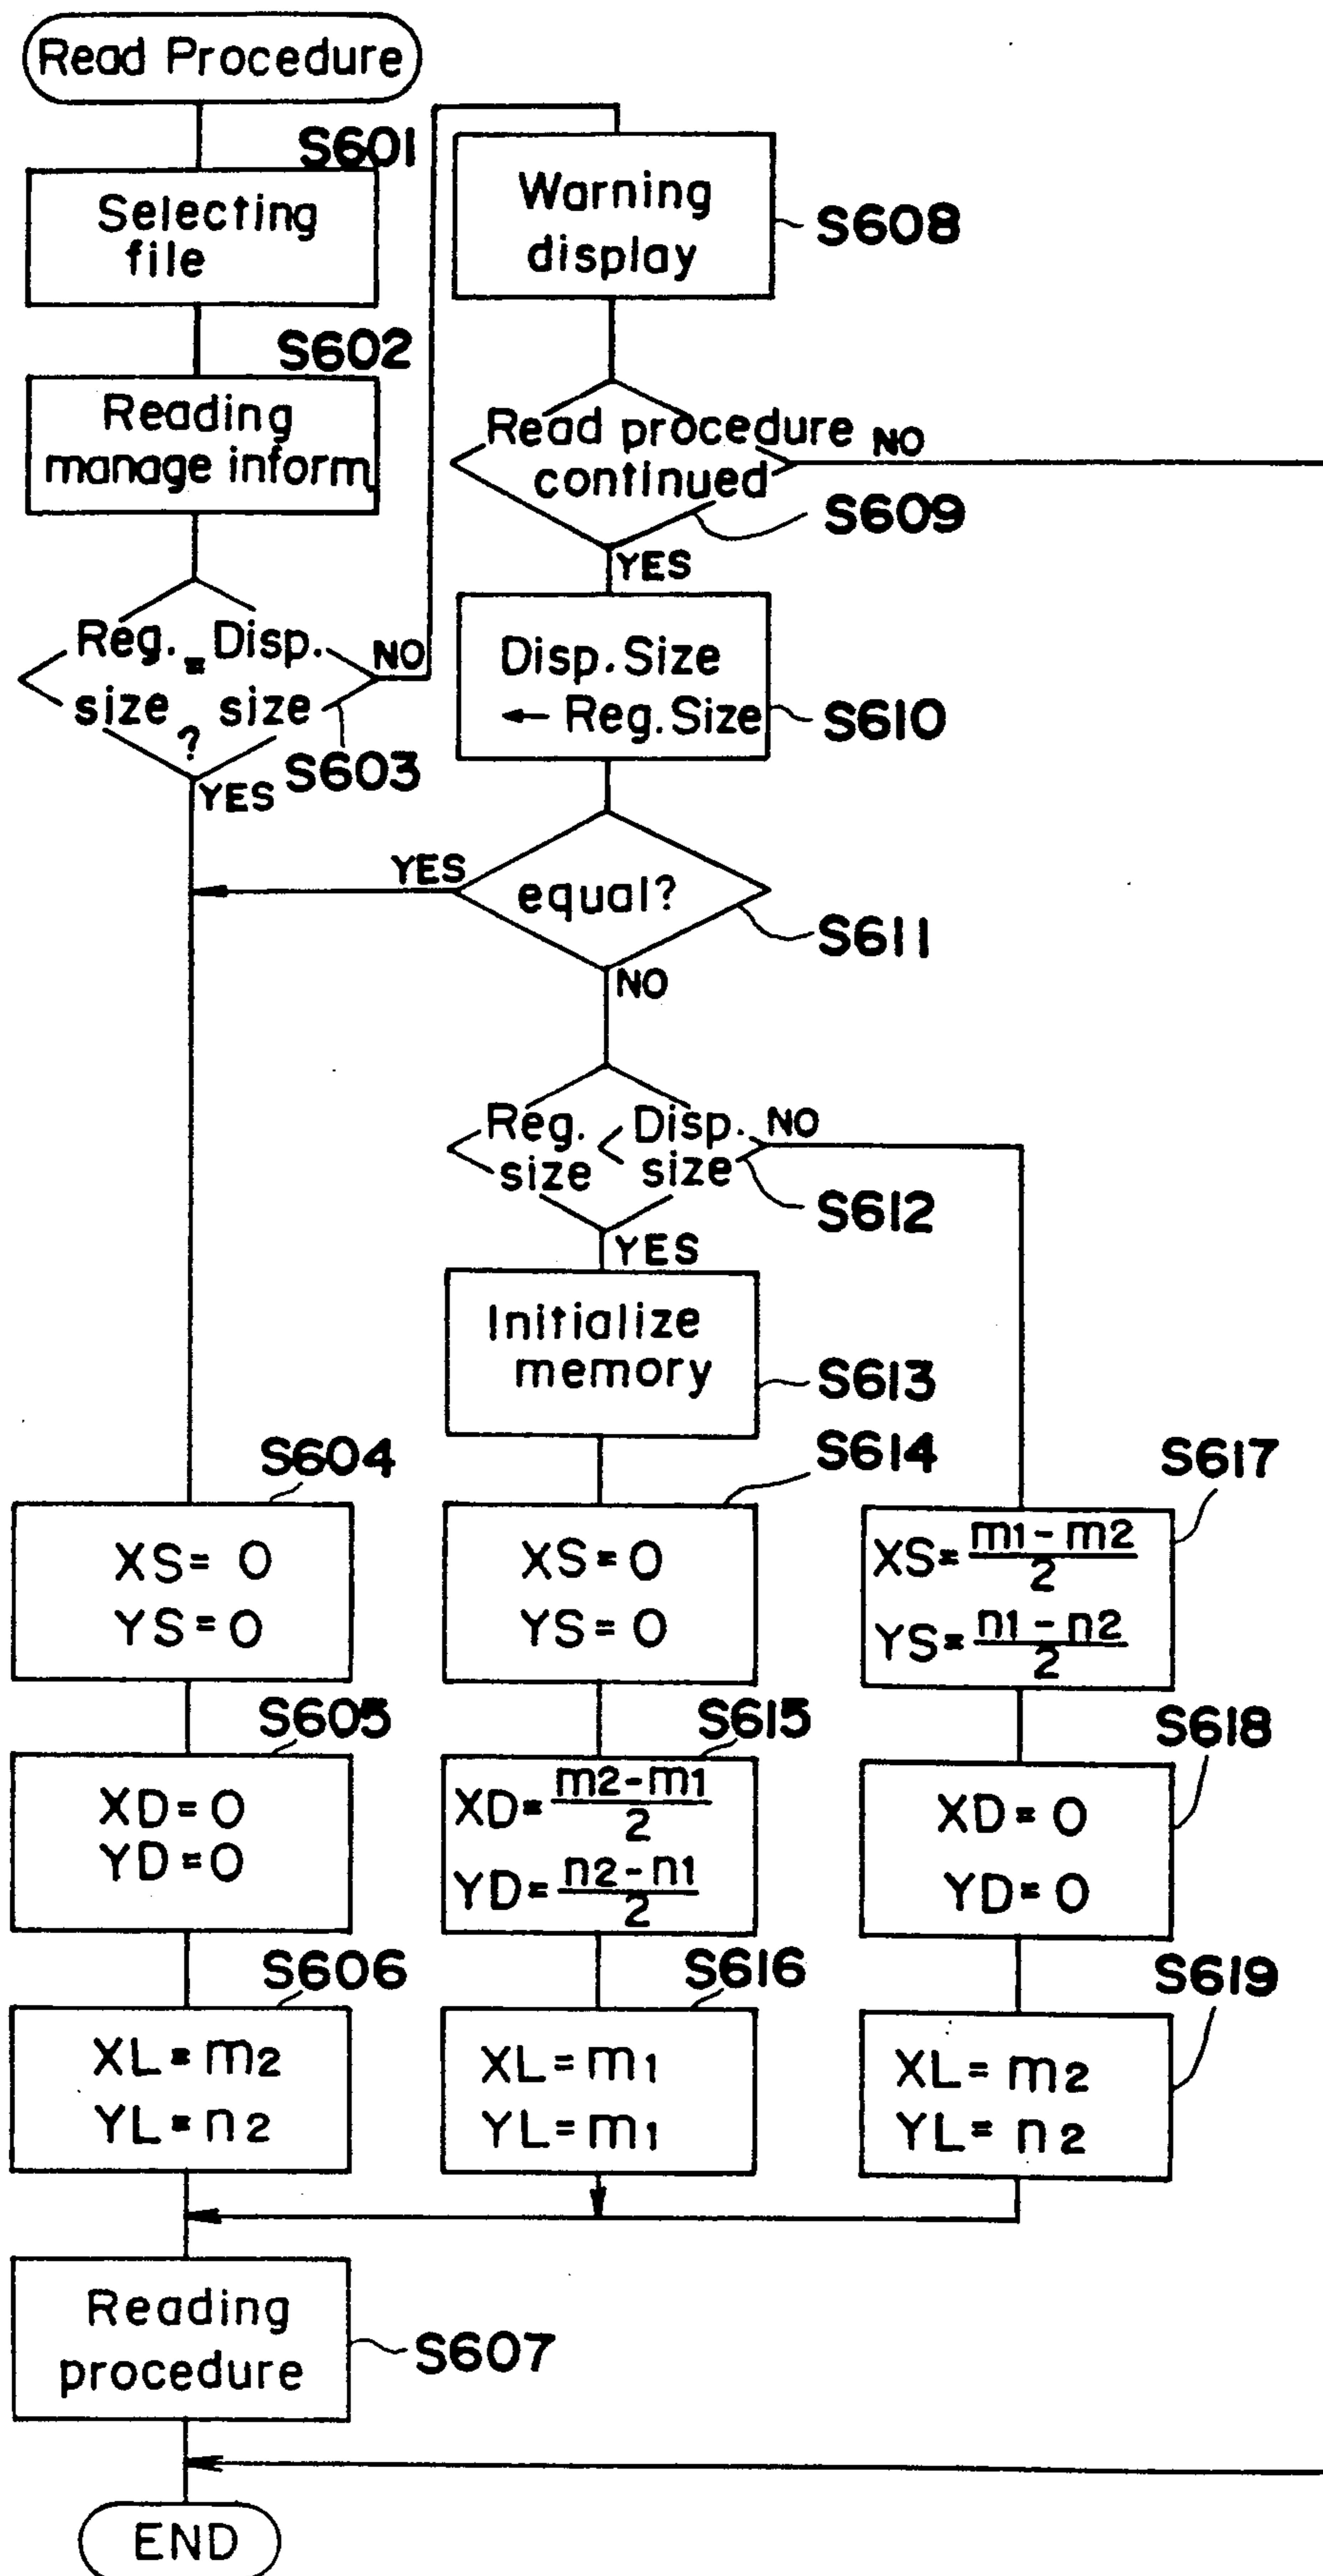 Read Procedure
S601
Selecting
file
S602
Reading
manage inform
Reg. = Disp.
size size
?
NO
S603
YES
Warning
display
S608
Read procedure
continued
NO
S609
YES
Disp. Size
← Reg. Size
S610
equal?
YES
S611
NO
Reg. < Disp.
size size
NO
S612
YES
Initialize
memory
S613
S604
XS = 0
YS = 0
S605
XD = 0
YD = 0
S606
XL = m2
YL = n2
S614
XS = 0
YS = 0
S615
XD = m2 - m1
2
YD = n2 - n1
2
S616
XL = m1
YL = m1
S617
XS = m1 - m2
2
YS = n1 - n2
2
S618
XD = 0
YD = 0
S619
XL = m2
YL = n2
Reading
procedure
S607
END